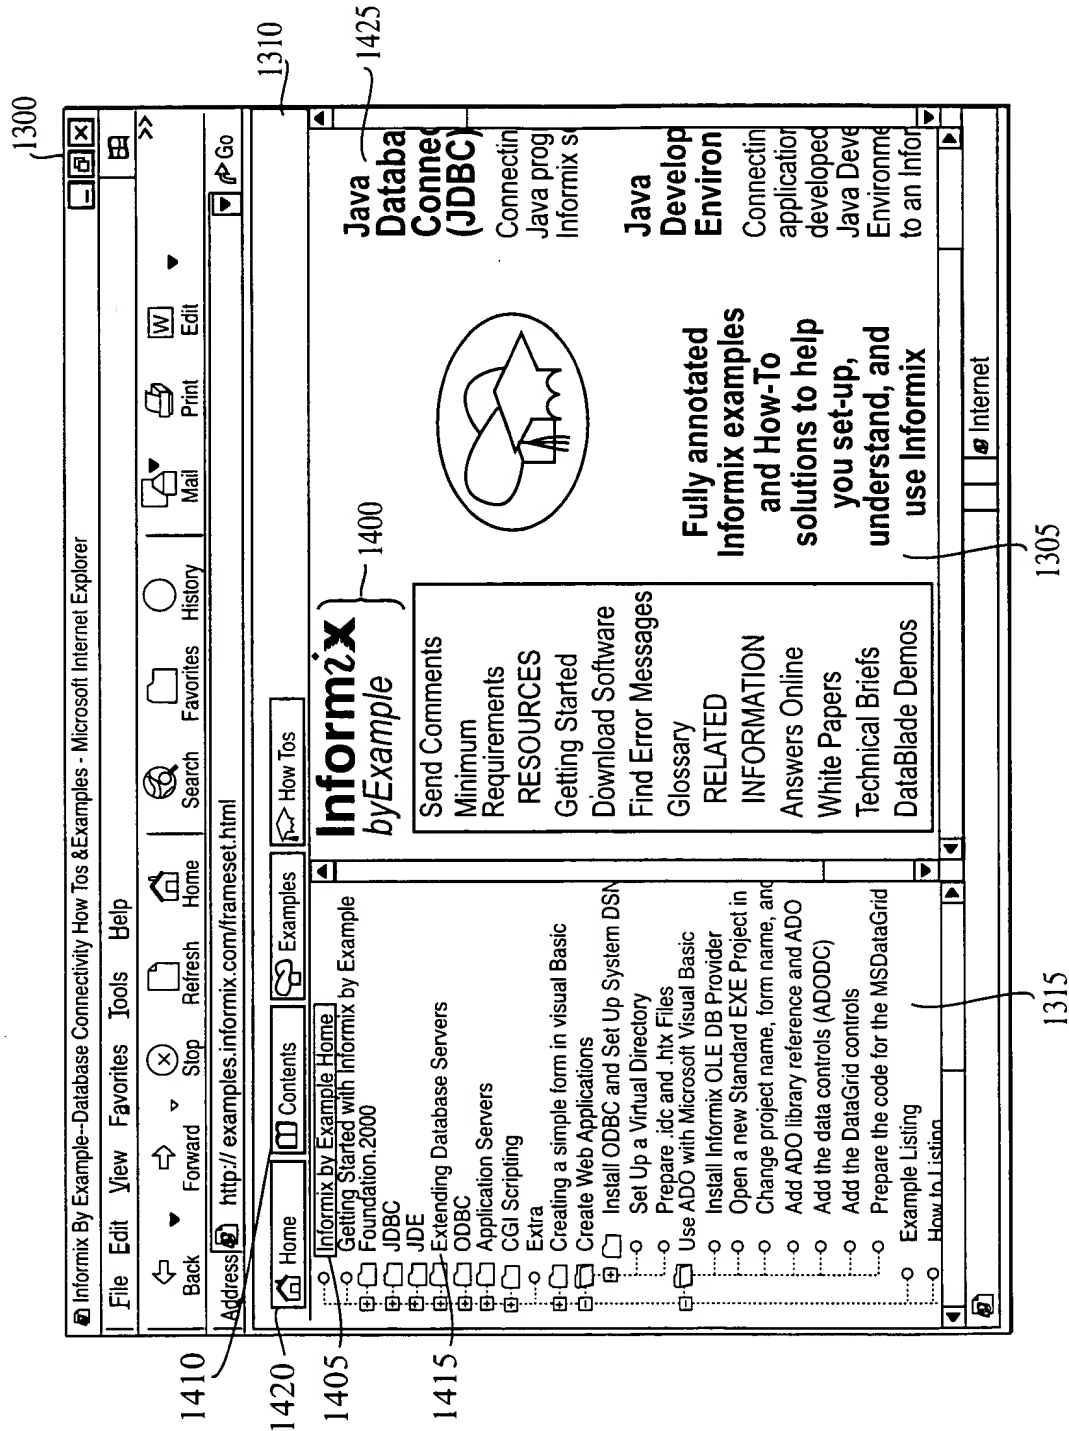 1300
Informix By Example--Database Connectivity How Tos &Examples - Microsoft Internet Explorer
File Edit View Favorites Tools Help
Back Forward Stop Refresh Home Search Favorites History Mail Print Edit
>>
Address http:// examples.informix.com/frameset.html Go
1410
1420
1405
1415
1310
1425
Home Contents Examples How Tos
Informix by Example Home
Getting Started with Informix by Example
Foundation.2000
JDBC
JDE
Extending Database Servers
ODBC
Application Servers
CGI Scripting
Extra
Creating a simple form in visual Basic
Create Web Applications
Install ODBC and Set Up System DSN
Set Up a Virtual Directory
Prepare .idc and .htx Files
Use ADO with Microsoft Visual Basic
Install Informix OLE DB Provider
Open a new Standard EXE Project in
Change project name, form name, and
Add ADO library reference and ADO
Add the data controls (ADODC)
Add the DataGrid controls
Prepare the code for the MSDataGrid
Example Listing
How to Listing
1315
Informix
byExample
1400
Send Comments
Minimum
Requirements
RESOURCES
Getting Started
Download Software
Find Error Messages
Glossary
RELATED
INFORMATION
Answers Online
White Papers
Technical Briefs
DataBlade Demos
Fully annotated
Informix examples
and How-To
solutions to help
you set-up,
understand, and
use Informix
1305
Java
Databa
Connec
(JDBC)
Connectin
Java prog
Informix se
Java
Develop
Environ
Connectin
application
developed
Java Deve
Environme
to an Infor
Internet